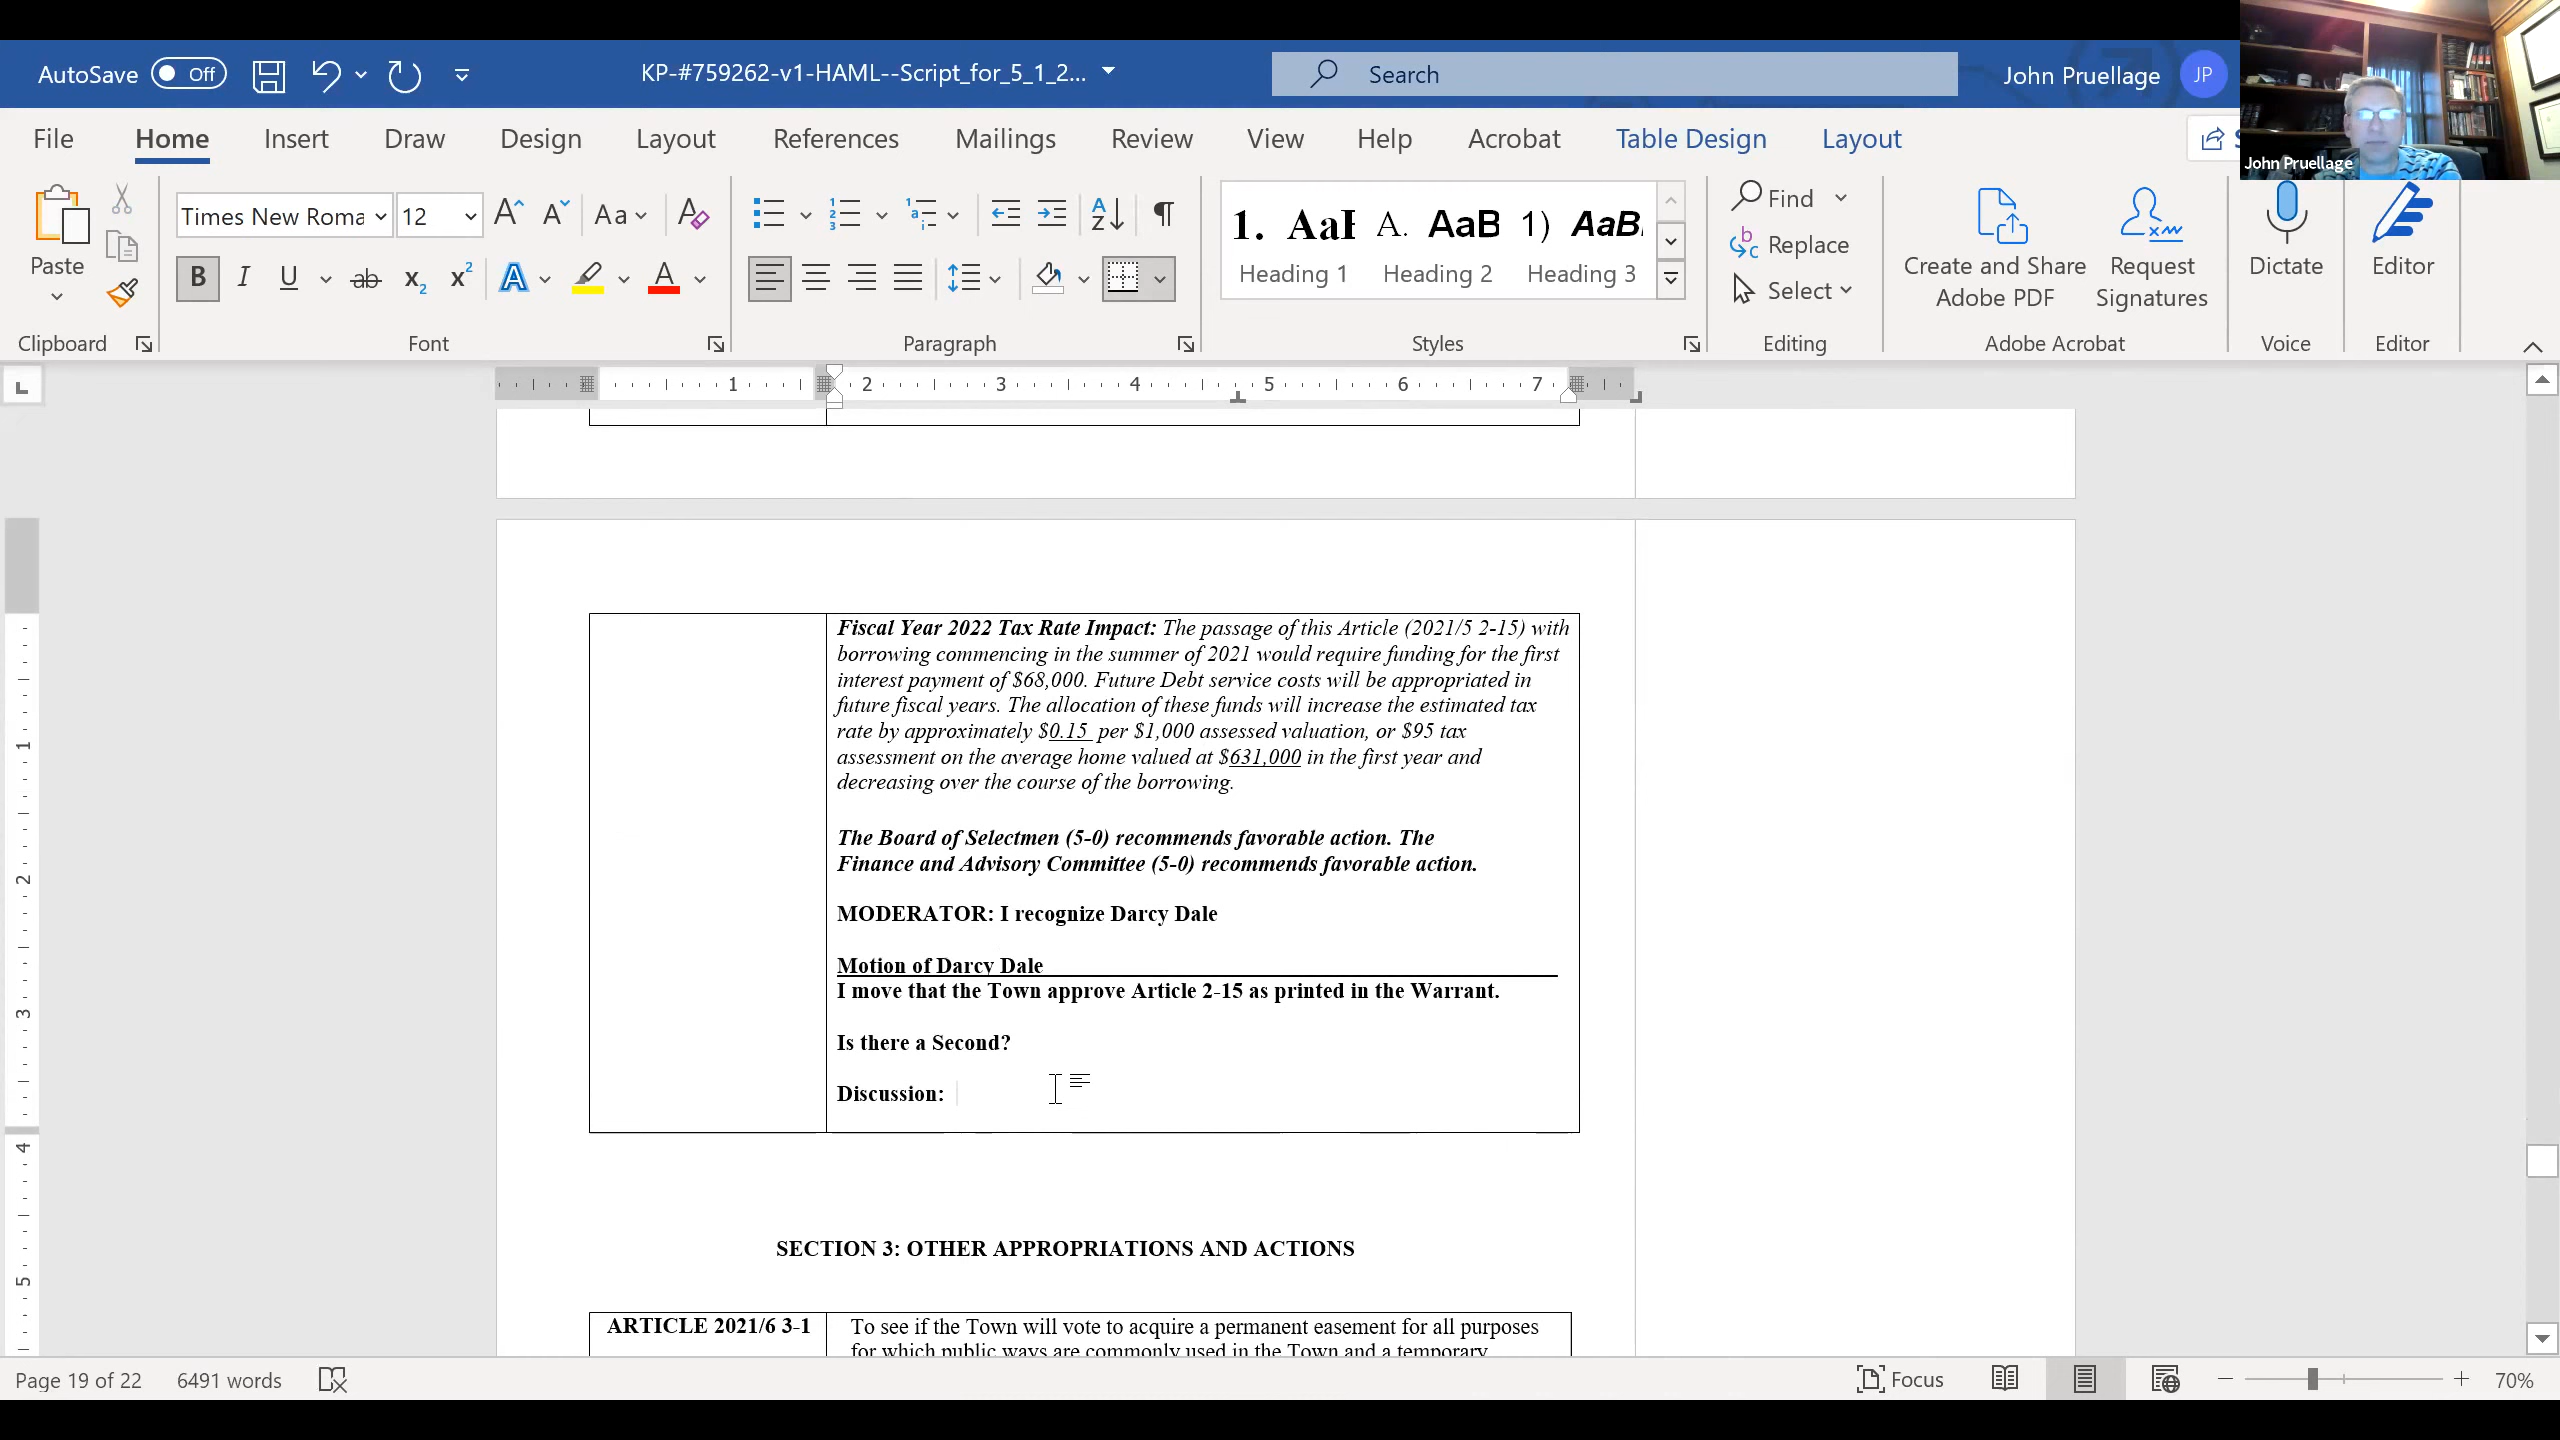 AutoSave Off
KP-#759262-v1-HAML--Script_for_5_1_2...
Search
John Pruellage JP
John Pruellage
File Home Insert Draw Design Layout References Mailings Review View Help Acrobat Table Design Layout
Paste
Times New Roma 12
Find
Replace
Select
Heading 1 Heading 2 Heading 3
Create and Share
Adobe PDF
Request
Signatures
Dictate
Editor
Clipboard Font Paragraph Styles Editing Adobe Acrobat Voice Editor
1 2 3 4 5 6 7
Fiscal Year 2022 Tax Rate Impact: The passage of this Article (2021/5 2-15) with
borrowing commencing in the summer of 2021 would require funding for the first
interest payment of $68,000. Future Debt service costs will be appropriated in
future fiscal years. The allocation of these funds will increase the estimated tax
rate by approximately $0.15 per $1,000 assessed valuation, or $95 tax
assessment on the average home valued at $631,000 in the first year and
decreasing over the course of the borrowing.
The Board of Selectmen (5-0) recommends favorable action. The
Finance and Advisory Committee (5-0) recommends favorable action.
MODERATOR: I recognize Darcy Dale
Motion of Darcy Dale
I move that the Town approve Article 2-15 as printed in the Warrant.
Is there a Second?
Discussion:
SECTION 3: OTHER APPROPRIATIONS AND ACTIONS
ARTICLE 2021/6 3-1
To see if the Town will vote to acquire a permanent easement for all purposes
for which public ways are commonly used in the Town and a temporary
Page 19 of 22 6491 words
Focus
70%